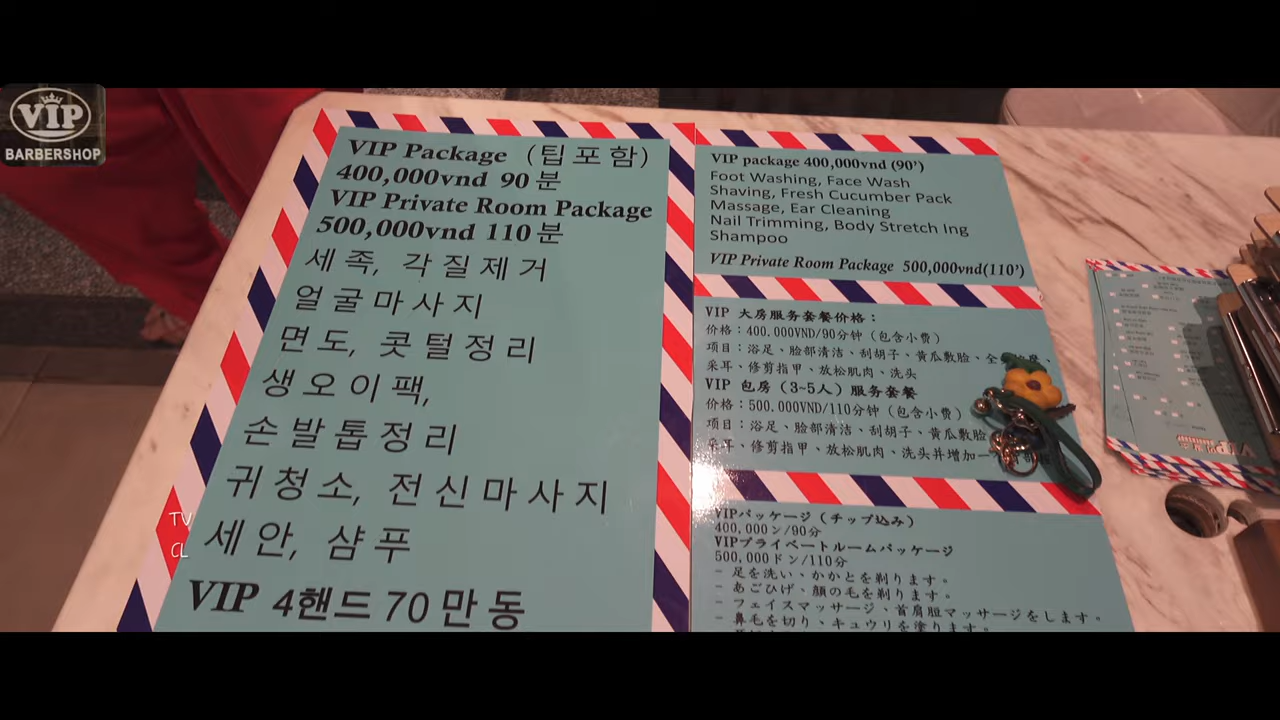 VIP
BARBERSHOP
VIP Package (팁포함)
400,000vnd 90분
VIP Private Room Package
500,000vnd 110분
세족, 각질제거
얼굴마사지
면도, 콧털정리
생오이팩,
손발톱정리
귀청소, 전신마사지
세안, 샴푸
VIP 4핸드70만동
TV
CL
VIP package 400,000vnd (90')
Foot Washing, Face Wash
Shaving, Fresh Cucumber Pack
Massage, Ear Cleaning
Nail Trimming, Body Stretch Ing
Shampoo
VIP Private Room Package 500,000vnd(110')
VIP 大房服务套餐价格：
价格：400.000VND/90分钟（包含小费）
项目：浴足、脸部清洁、刮胡子、黄瓜敷脸、全
采耳、修剪指甲、放松肌肉、洗头
VIP 包房（3~5人）服务套餐
价格：500.000VND/110分钟（包含小费）
项目：浴足、脸部清洁、刮胡子、黄瓜敷脸
采耳、修剪指甲、放松肌肉、洗头并增加一
VIPパッケージ（チップ込み）
400,000ン/90分
VIPプライベートルームパッケージ
500,000ドン/110分
- 足を洗い、かかとを剃ります。
- あごひげ、顔の毛を剃ります。
- フェイスマッサージ、首肩脰マッサージをします。
- 鼻毛を切り、キュウリを塗ります。